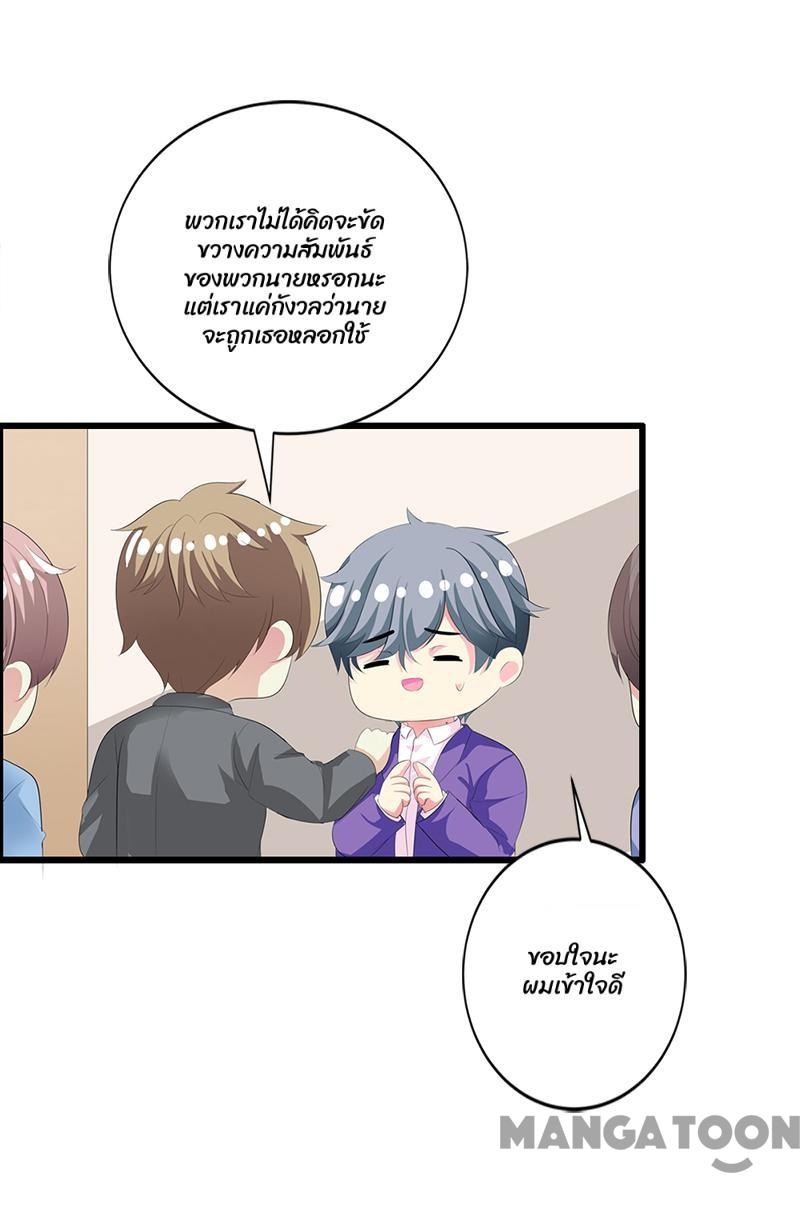 พวกเราไม่ได้คิดจะขัด
ขวางความสัมพันธ์
ของพวกนายหรอกนะ
แต่เราแค่กังวลว่านาย
จะถูกเธอหลอกใช้
ขอบใจนะ
ผมเข้าใจดี
MANGATOON